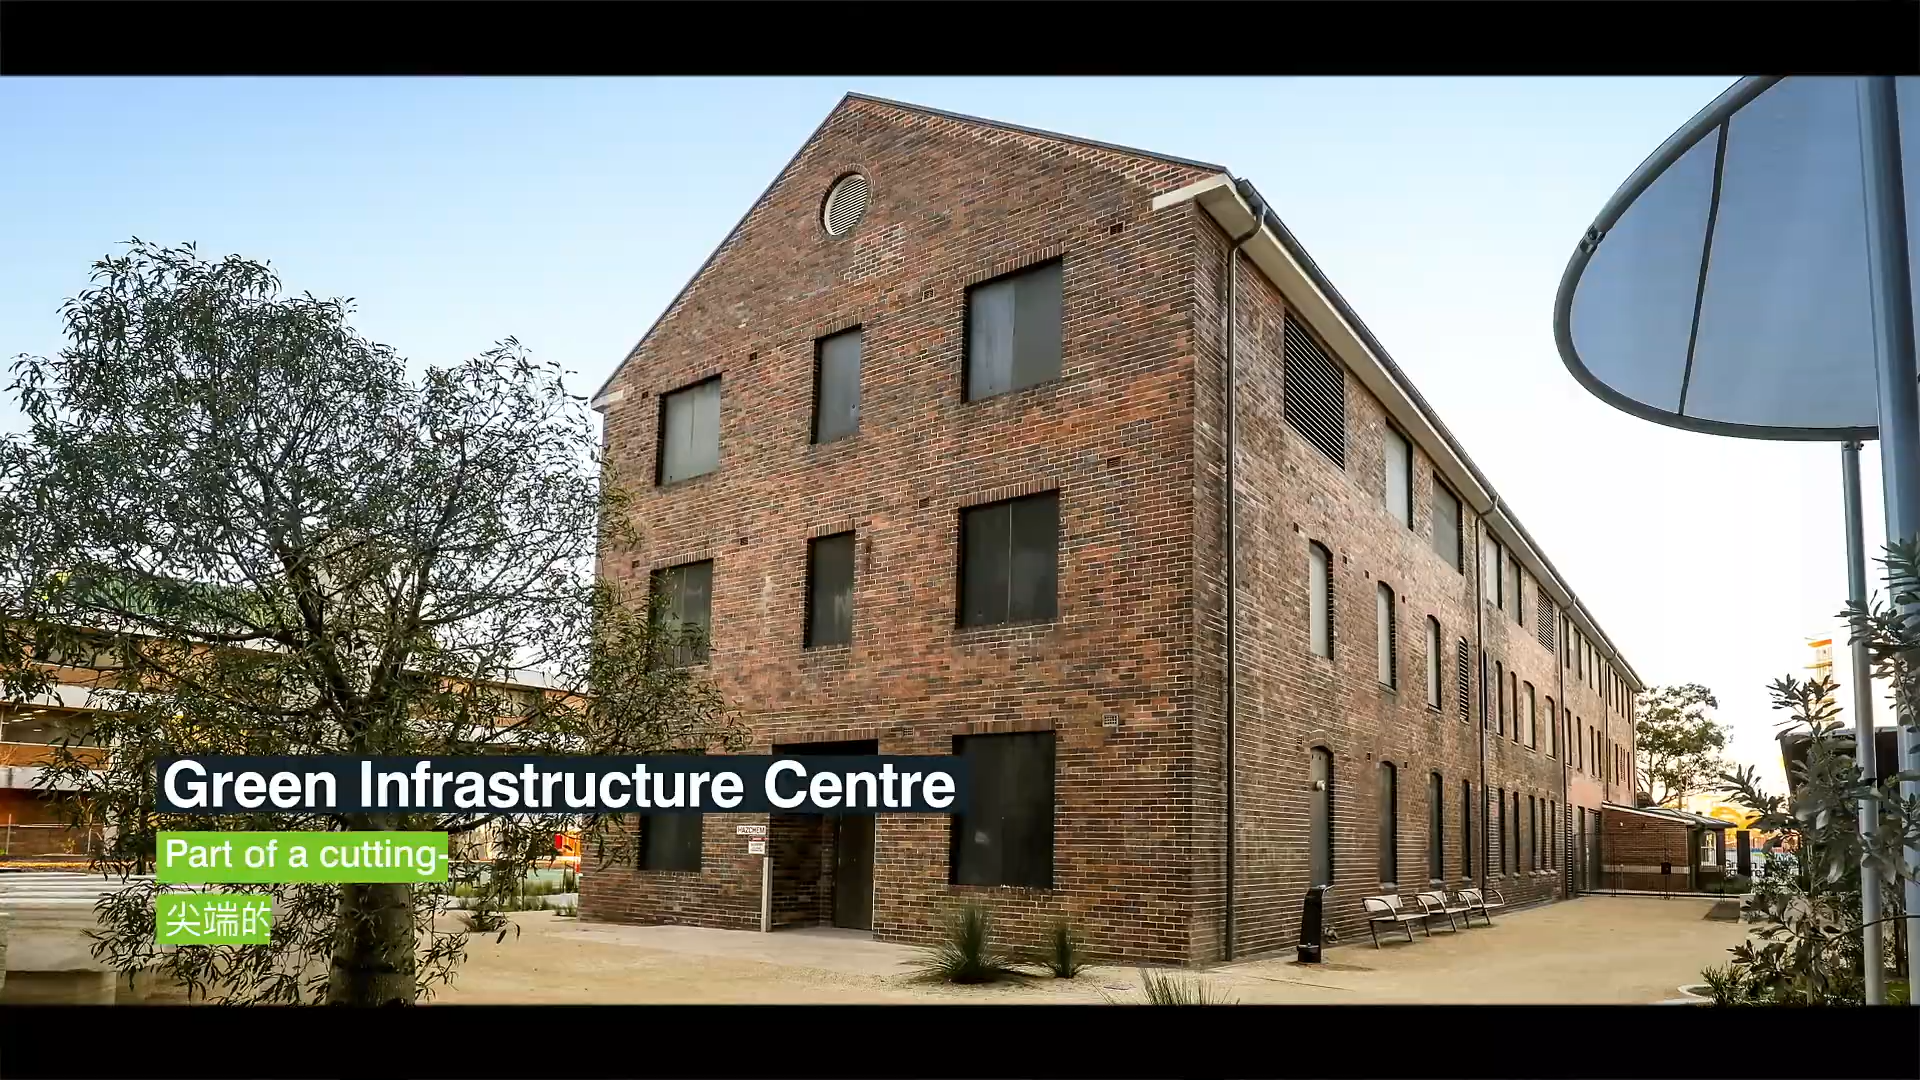 Green Infrastructure Centre
Part of a cutting-
尖端的
HAZCHEM